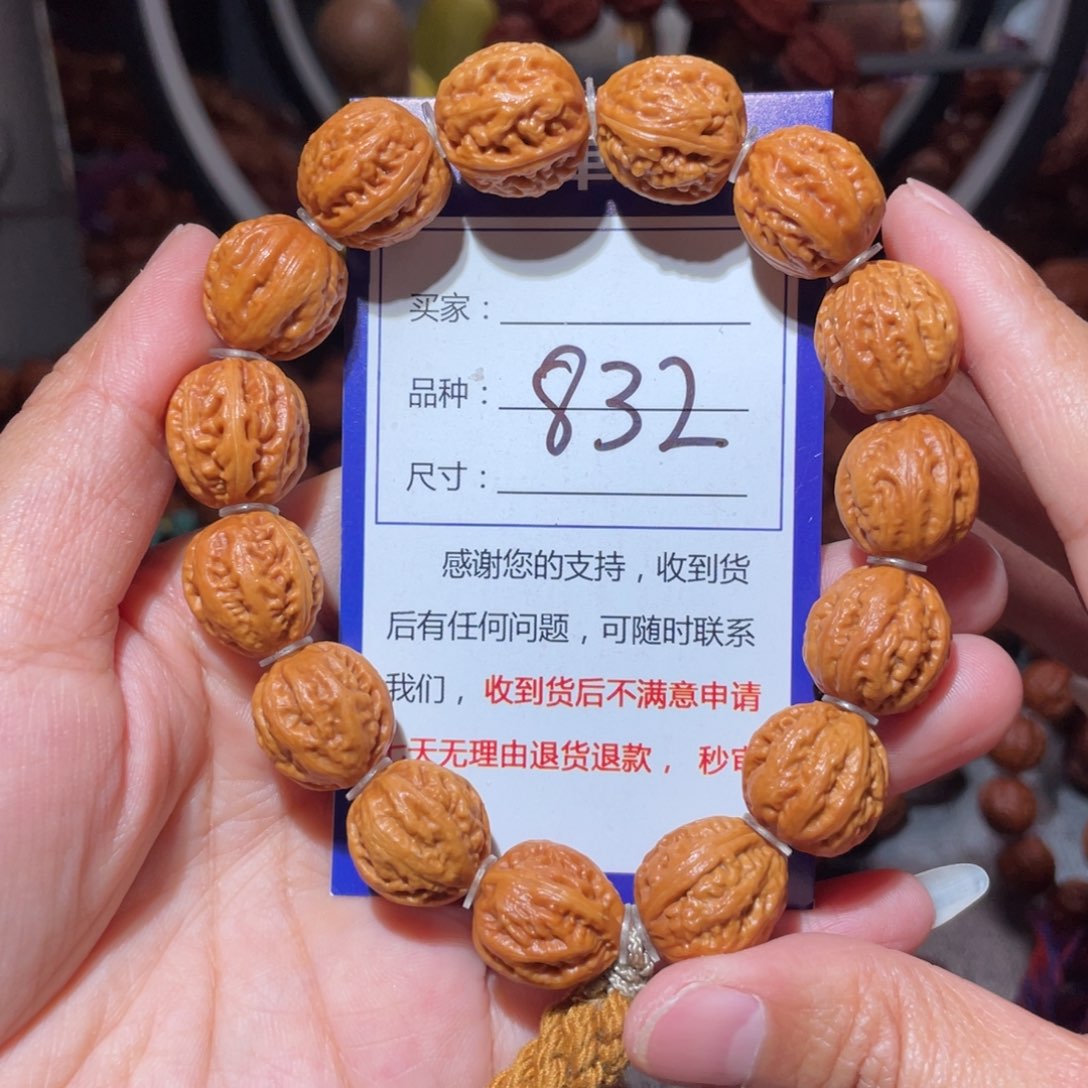 买家：
品种：832
尺寸：
感谢您的支持，收到货
后有任何问题，可随时联系
我们，收到货后不满意申请
七天无理由退货退款，秒审